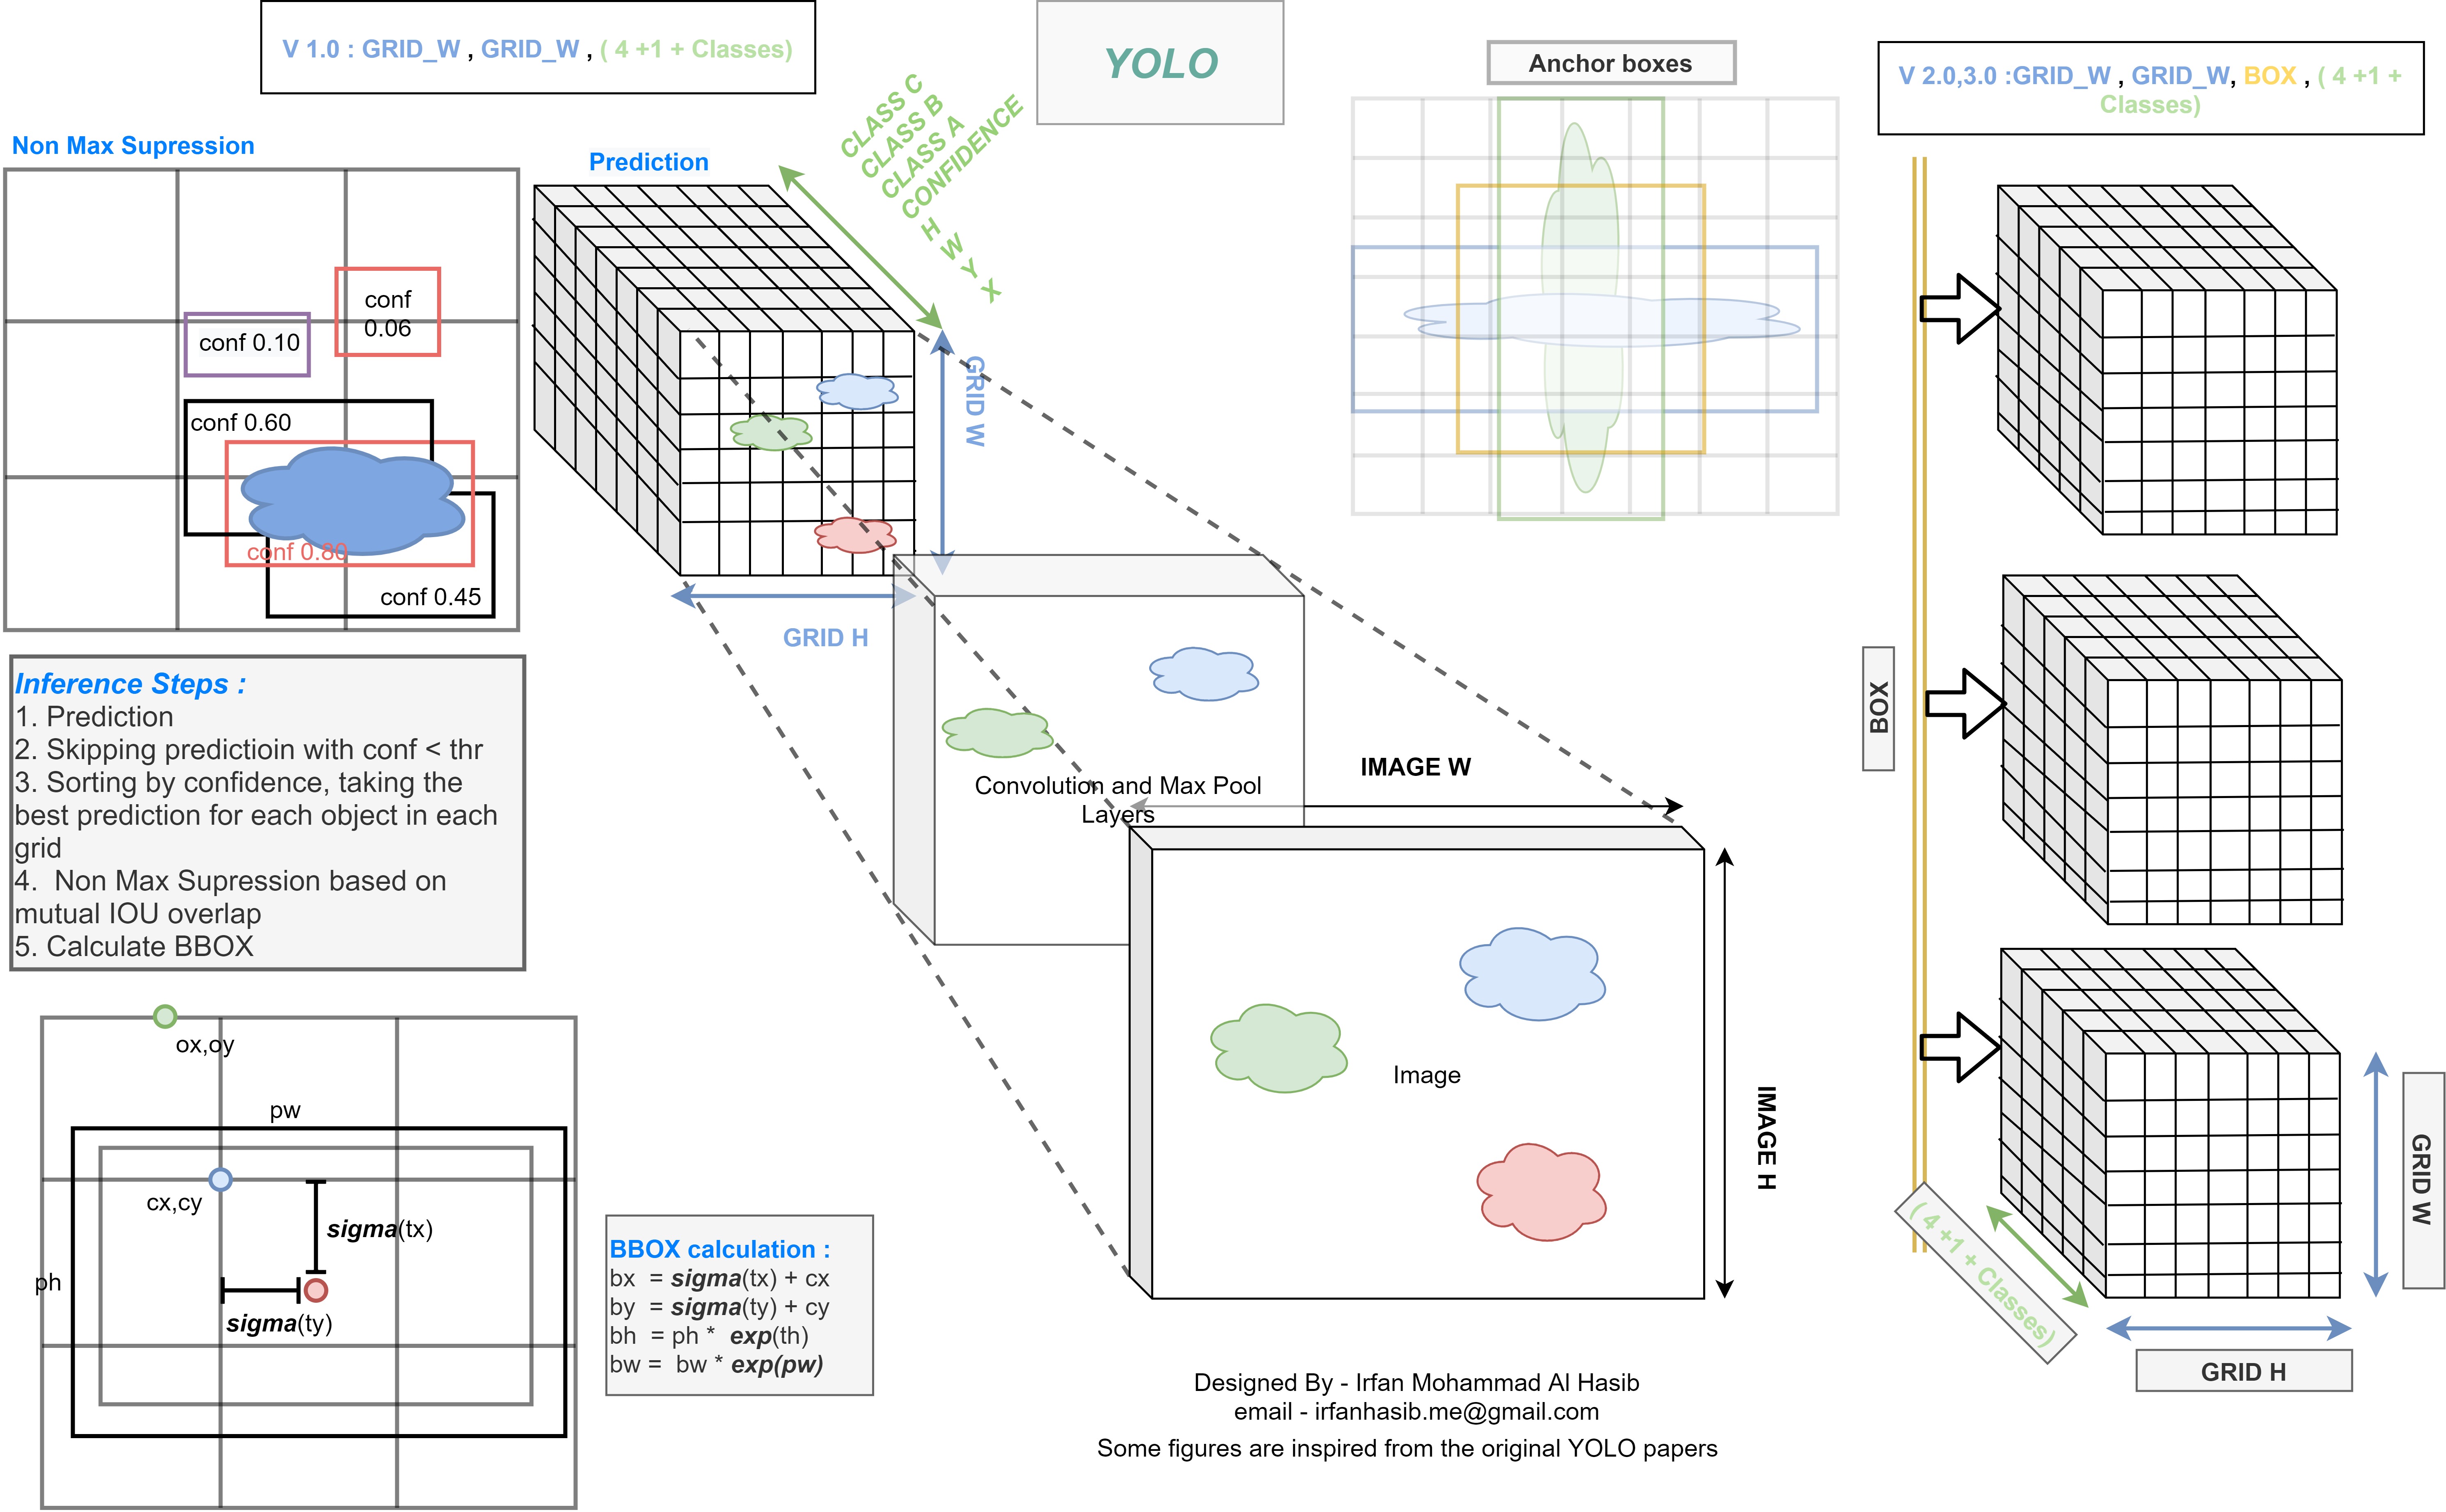 V 1.0 : GRID_W , GRID_W , ( 4 +1 + Classes)
YOLO
Anchor boxes
V 2.0,3.0 :GRID_W , GRID_W, BOX , ( 4 +1 +
Classes)
Non Max Supression
conf
0.06
conf 0.10
conf 0.60
conf 0.80
conf 0.45
Prediction
CLASS C
CLASS B
CLASS A
CONFIDENCE
H
W
Y
X
GRID W
GRID H
Convolution and Max Pool
Layers
IMAGE W
Image
IMAGE H
Inference Steps :
1. Prediction
2. Skipping predictioin with conf < thr
3. Sorting by confidence, taking the
best prediction for each object in each
grid
4.  Non Max Supression based on
mutual IOU overlap
5. Calculate BBOX
ox,oy
pw
cx,cy
sigma(tx)
ph
sigma(ty)
BBOX calculation :
bx  = sigma(tx) + cx
by  = sigma(ty) + cy
bh  = ph *  exp(th)
bw =  bw * exp(pw)
BOX
( 4 +1 + Classes)
GRID W
GRID H
Designed By - Irfan Mohammad Al Hasib
email - irfanhasib.me@gmail.com
Some figures are inspired from the original YOLO papers